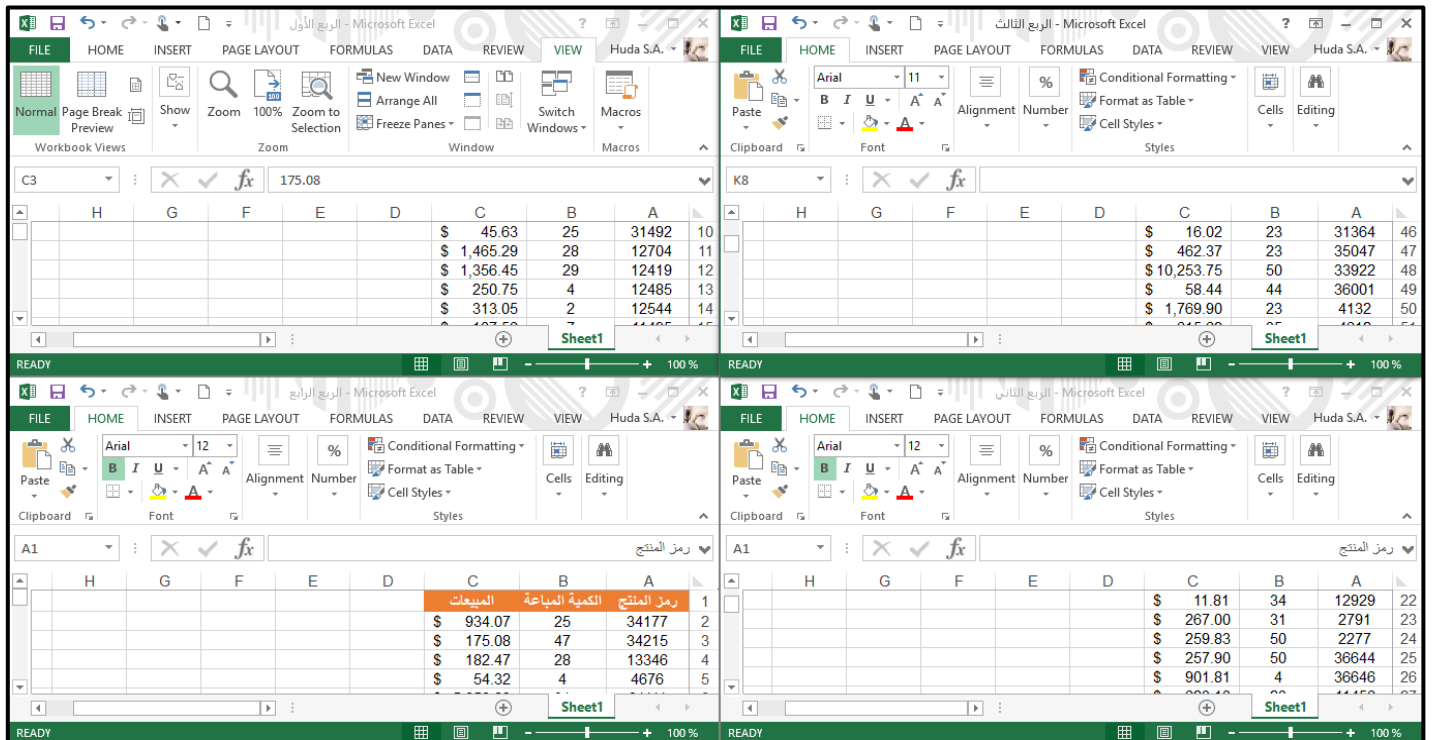 الربع الأول - Microsoft Excel
FILE HOME INSERT PAGE LAYOUT FORMULAS DATA REVIEW VIEW Huda S.A.
Normal Page Break Preview Show Zoom 100% Zoom to Selection New Window Arrange All Freeze Panes Switch Windows Macros
Workbook Views Zoom Window Macros
C3 fx 175.08
H G F E D C B A
$ 45.63 25 31492 10
$ 1,465.29 28 12704 11
$ 1,356.45 29 12419 12
$ 250.75 4 12485 13
$ 313.05 2 12544 14
Sheet1
READY 100 %
الربع الثالث - Microsoft Excel
FILE HOME INSERT PAGE LAYOUT FORMULAS DATA REVIEW VIEW Huda S.A.
Paste Arial 11 B I U A A A Alignment % Number Conditional Formatting Format as Table Cell Styles Cells Editing
Clipboard Font Styles
K8 fx
H G F E D C B A
$ 16.02 23 31364 46
$ 462.37 23 35047 47
$ 10,253.75 50 33922 48
$ 58.44 44 36001 49
$ 1,769.90 23 4132 50
Sheet1
READY 100 %
الربع الرابع - Microsoft Excel
FILE HOME INSERT PAGE LAYOUT FORMULAS DATA REVIEW VIEW Huda S.A.
Paste Arial 12 B I U A A A Alignment % Number Conditional Formatting Format as Table Cell Styles Cells Editing
Clipboard Font Styles
A1 fx رمز المنتج
H G F E D C B A
رمز المنتج الكمية المباعة المبيعات 1
$ 934.07 25 34177 2
$ 175.08 47 34215 3
$ 182.47 28 13346 4
$ 54.32 4 4676 5
Sheet1
READY 100 %
الربع الثاني - Microsoft Excel
FILE HOME INSERT PAGE LAYOUT FORMULAS DATA REVIEW VIEW Huda S.A.
Paste Arial 12 B I U A A A Alignment % Number Conditional Formatting Format as Table Cell Styles Cells Editing
Clipboard Font Styles
A1 fx رمز المنتج
H G F E D C B A
$ 11.81 34 12929 22
$ 267.00 31 2791 23
$ 259.83 50 2277 24
$ 257.90 50 36644 25
$ 901.81 4 36646 26
Sheet1
READY 100 %